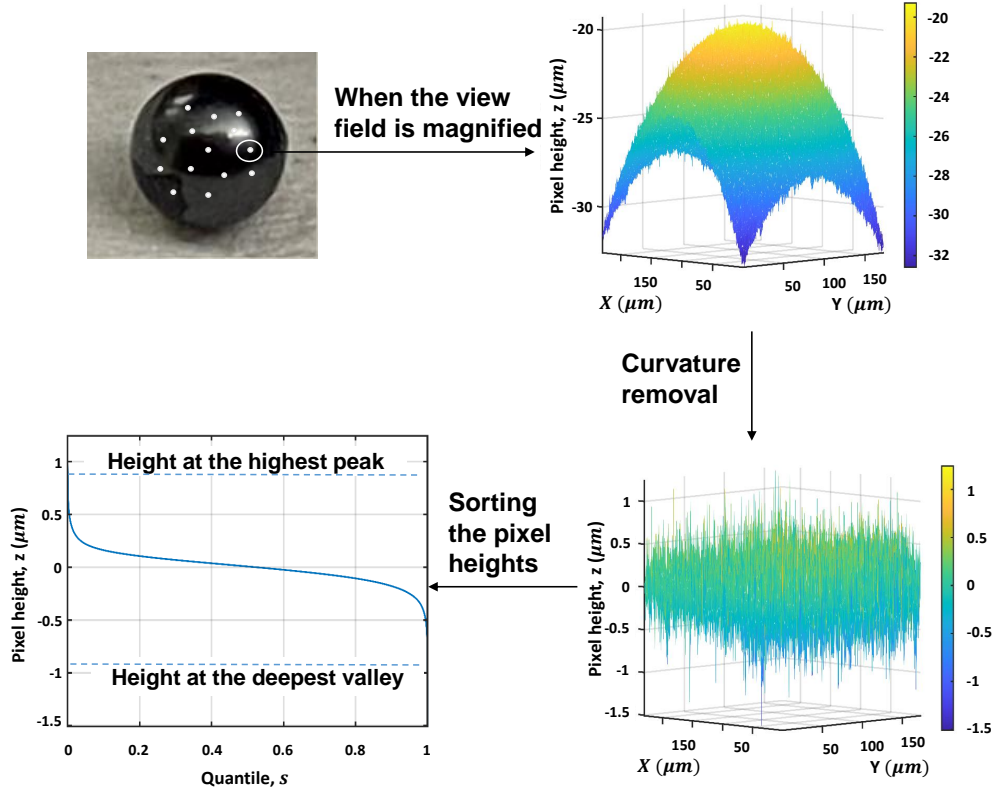 When the view
field is magnified
Pixel height, z (μm)
-20
-25
-30
150
50
X (μm)
50
100
150
Y (μm)
-20
-22
-24
-26
-28
-30
-32
Curvature
removal
Pixel height, z (μm)
1
0.5
0
-0.5
-1
-1.5
150
50
X (μm)
50
100
150
Y (μm)
1
0.5
0
-0.5
-1
-1.5
Sorting
the pixel
heights
Pixel height, z (μm)
1
0.5
0
-0.5
-1
-1.5
Height at the highest peak
Height at the deepest valley
0
0.2
0.4
0.6
0.8
1
Quantile, s